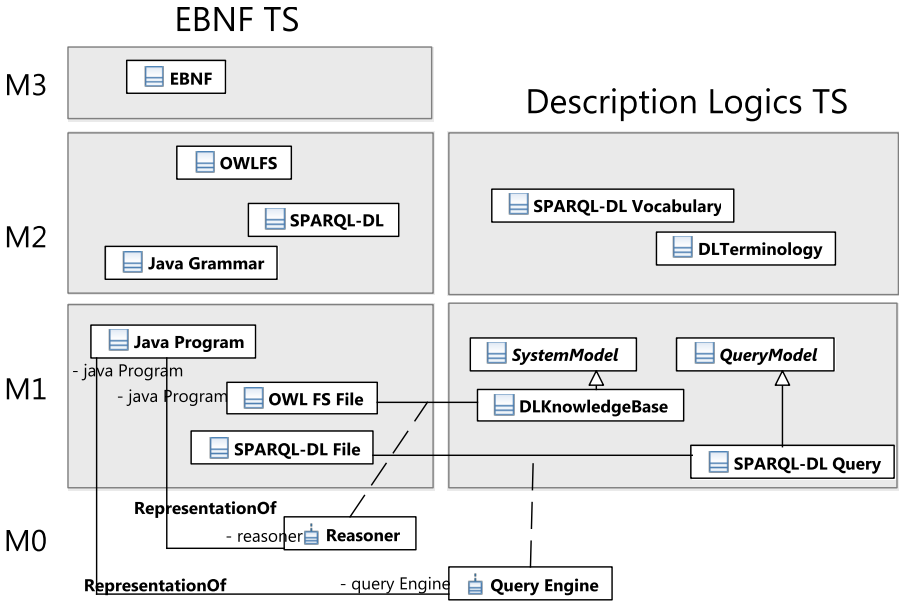 EBNF TS
M3
EBNF
Description Logics TS
M2
OWLFS
SPARQL-DL
Java Grammar
SPARQL-DL Vocabulary
DLTerminology
M1
Java Program
- java Program
- java Program
OWL FS File
SPARQL-DL File
SystemModel
QueryModel
DLKnowledgeBase
SPARQL-DL Query
M0
RepresentationOf
- reasoner
Reasoner
RepresentationOf
- query Engine
Query Engine